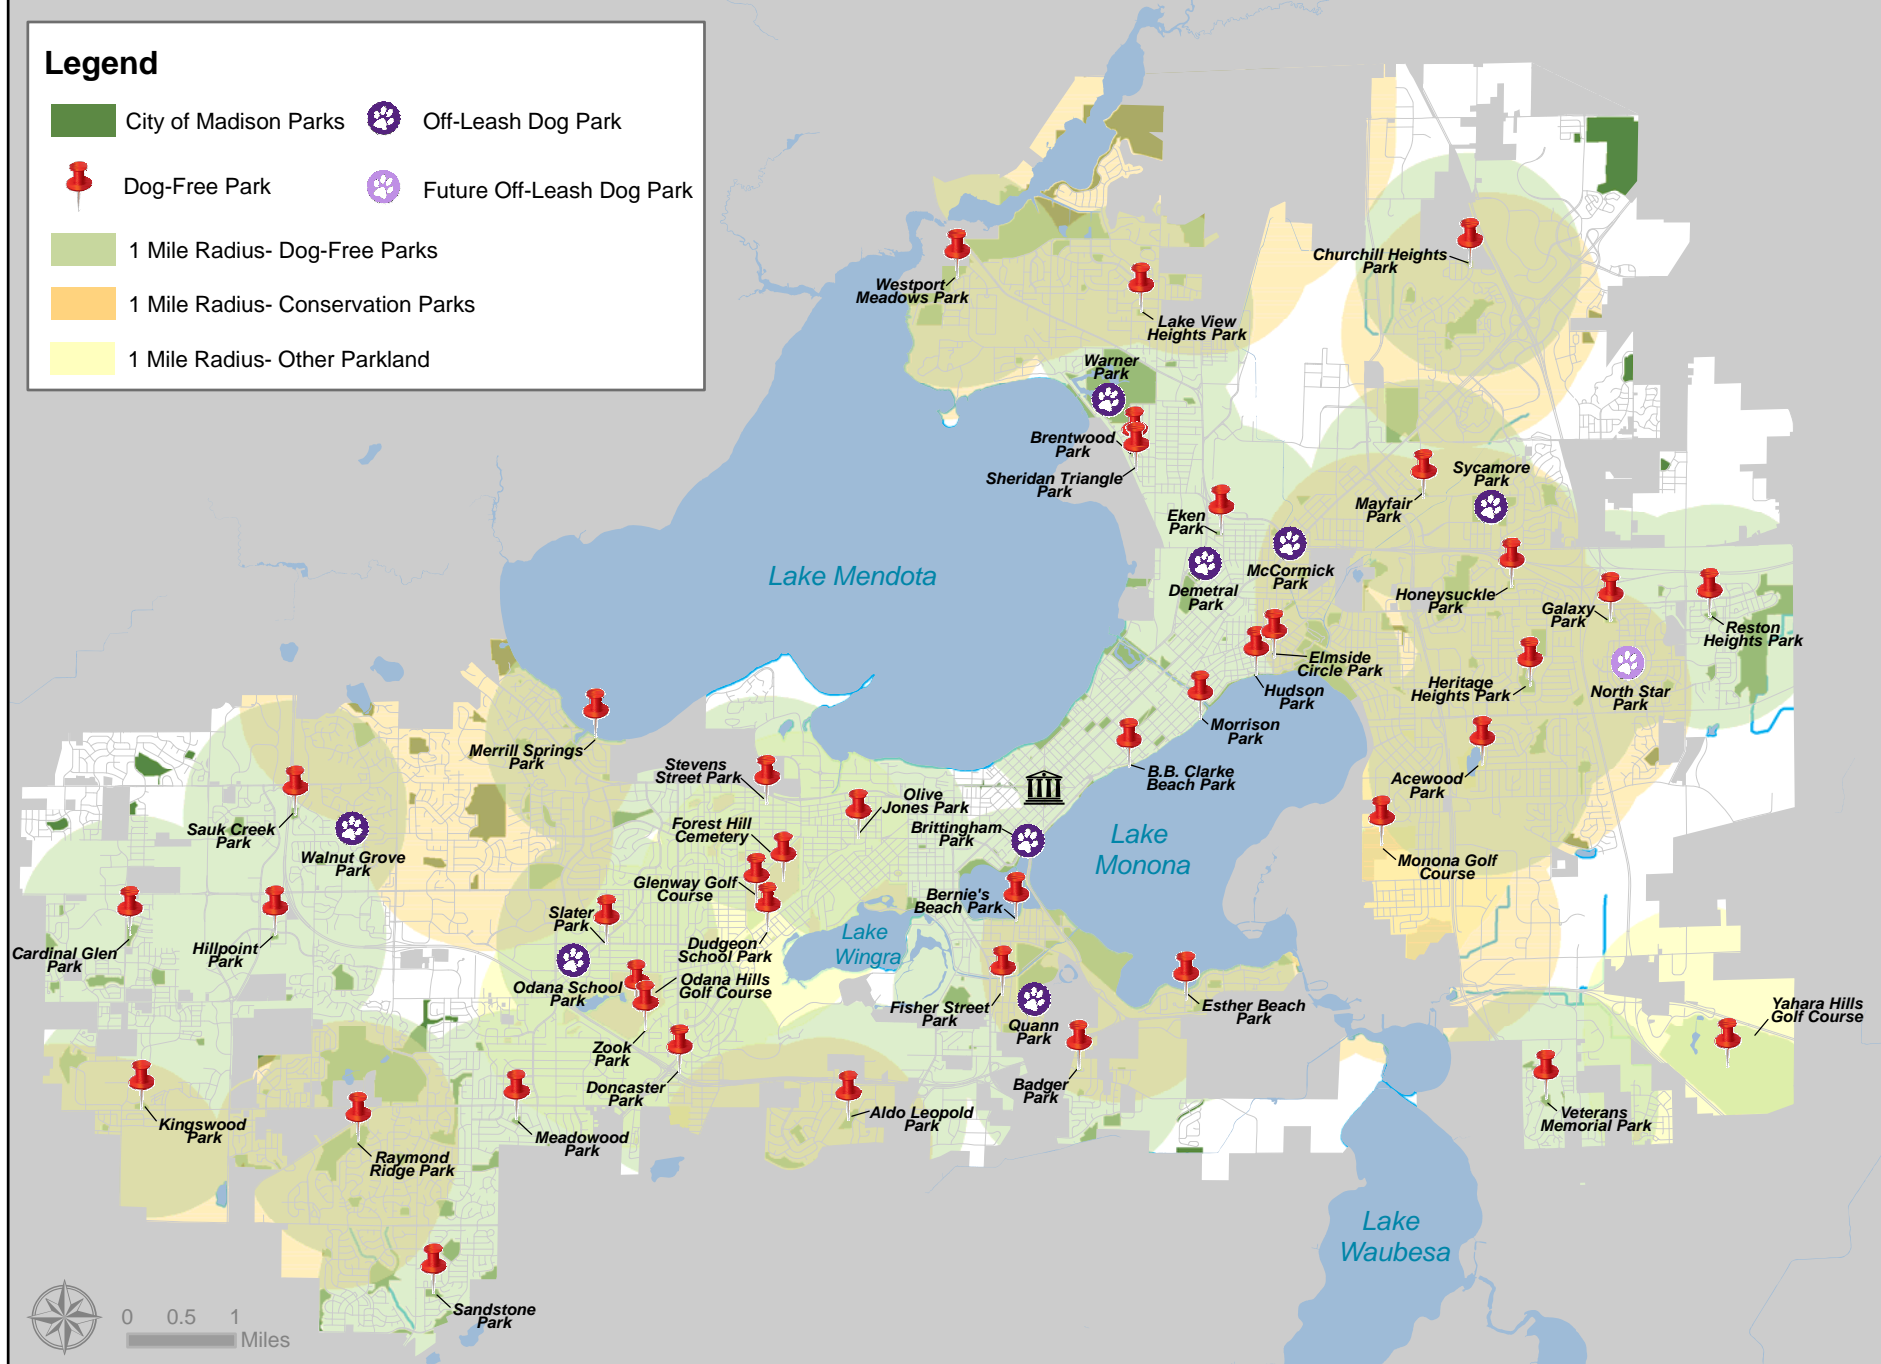 Legend
City of Madison Parks
Off-Leash Dog Park
Dog-Free Park
Future Off-Leash Dog Park
1 Mile Radius- Dog-Free Parks
1 Mile Radius- Conservation Parks
1 Mile Radius- Other Parkland
Churchill Heights
Park
Westport
Meadows Park
Lake View
Heights Park
Warner
Park
Brentwood
Park
Sheridan Triangle
Park
Sycamore
Park
Mayfair
Park
Eken
Park
McCormick
Park
Demetral
Park
Honeysuckle
Park
Galaxy
Park
Reston
Heights Park
Lake Mendota
Elmside
Circle Park
Hudson
Park
Heritage
Heights Park
North Star
Park
Morrison
Park
Merrill Springs
Park
Stevens
Street Park
B.B. Clarke
Beach Park
Acewood
Park
Olive
Jones Park
Sauk Creek
Park
Walnut Grove
Park
Forest Hill
Cemetery
Brittingham
Park
Lake
Monona
Monona Golf
Course
Glenway Golf
Course
Bernie's
Beach Park
Slater
Park
Cardinal Glen
Park
Hillpoint
Park
Dudgeon
School Park
Lake
Wingra
Odana School
Park
Odana Hills
Golf Course
Fisher Street
Park
Quann
Park
Esther Beach
Park
Yahara Hills
Golf Course
Zook
Park
Doncaster
Park
Badger
Park
Aldo Leopold
Park
Kingswood
Park
Raymond
Ridge Park
Meadowood
Park
Veterans
Memorial Park
Lake
Waubesa
Sandstone
Park
0 0.5 1
Miles